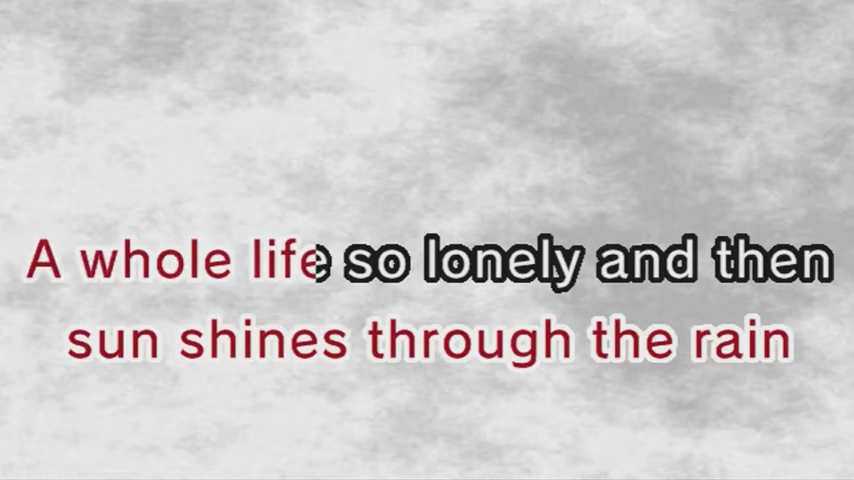 A whole life so lonely and then
sun shines through the rain